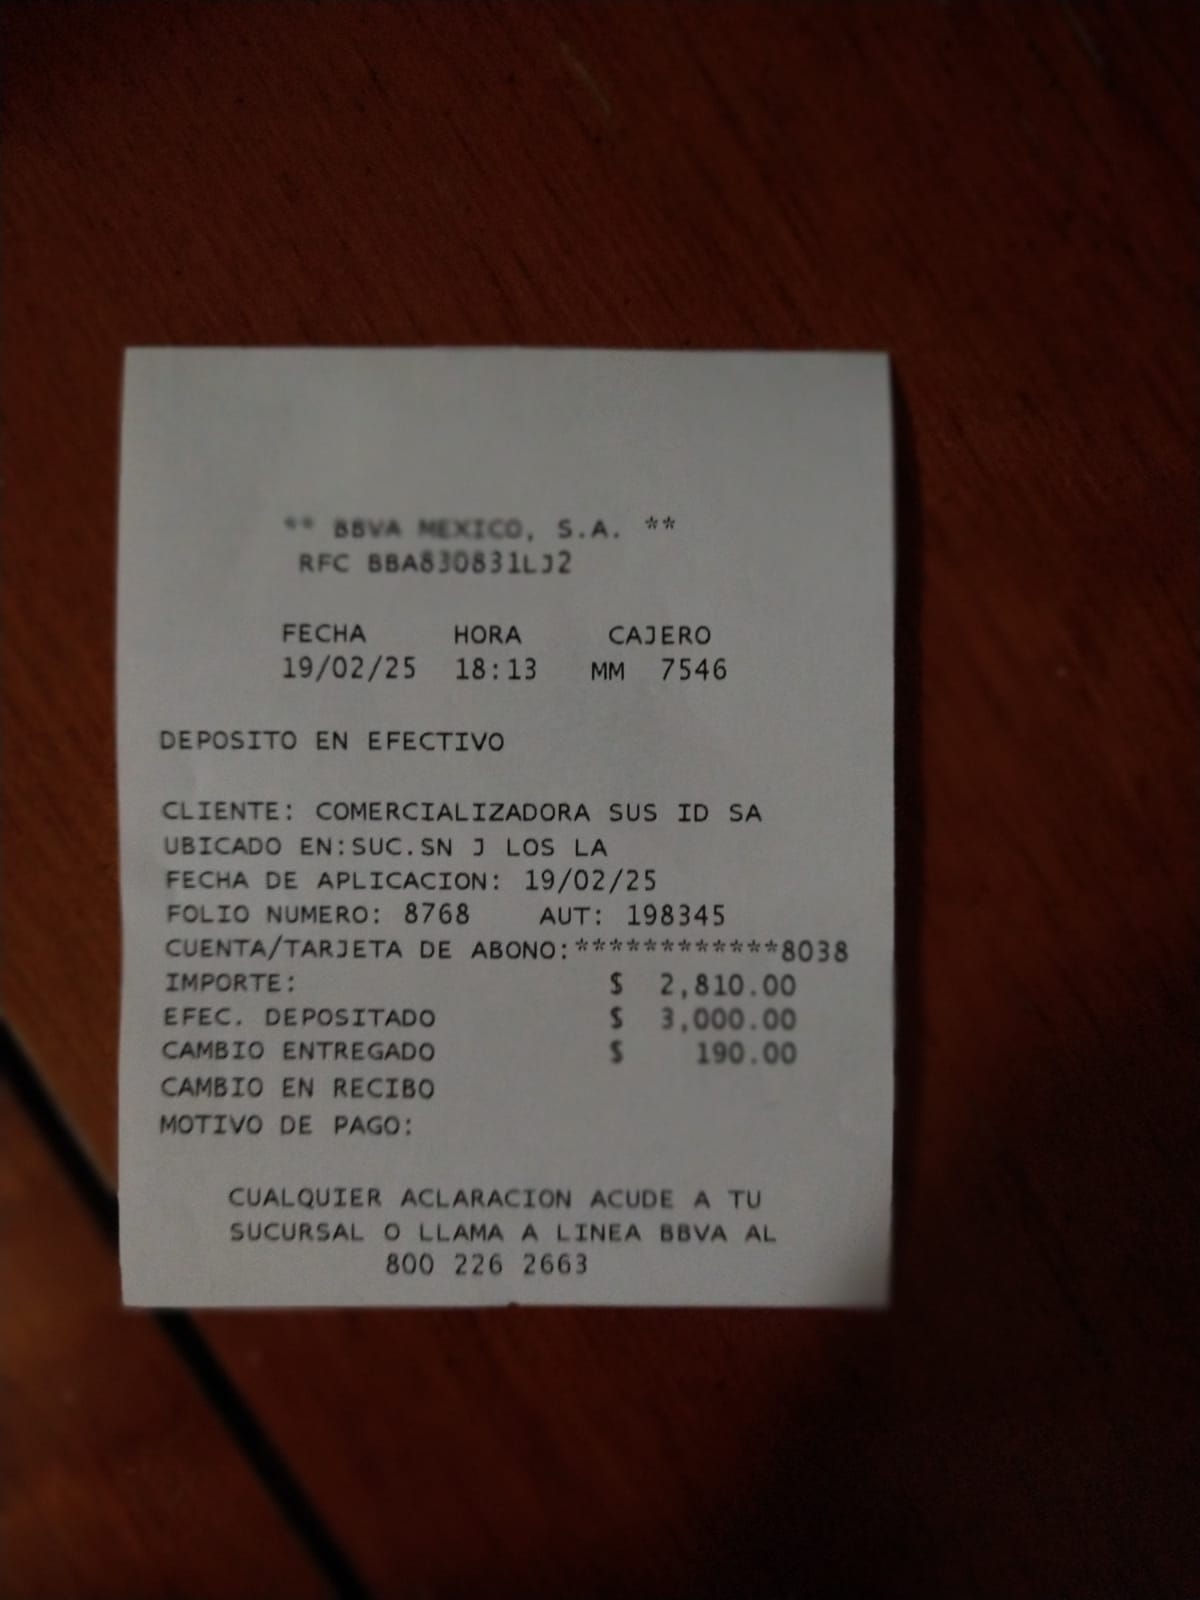 ** BBVA MEXICO, S.A. **
RFC BBA830831LJ2
FECHA HORA CAJERO
19/02/25 18:13 MM 7546
DEPOSITO EN EFECTIVO
CLIENTE: COMERCIALIZADORA SUS ID SA
UBICADO EN:SUC.SN J LOS LA
FECHA DE APLICACION: 19/02/25
FOLIO NUMERO: 8768 AUT: 198345
CUENTA/TARJETA DE ABONO:************8038
IMPORTE: $ 2,810.00
EFEC. DEPOSITADO $ 3,000.00
CAMBIO ENTREGADO $ 190.00
CAMBIO EN RECIBO
MOTIVO DE PAGO:
CUALQUIER ACLARACION ACUDE A TU
SUCURSAL O LLAMA A LINEA BBVA AL
800 226 2663